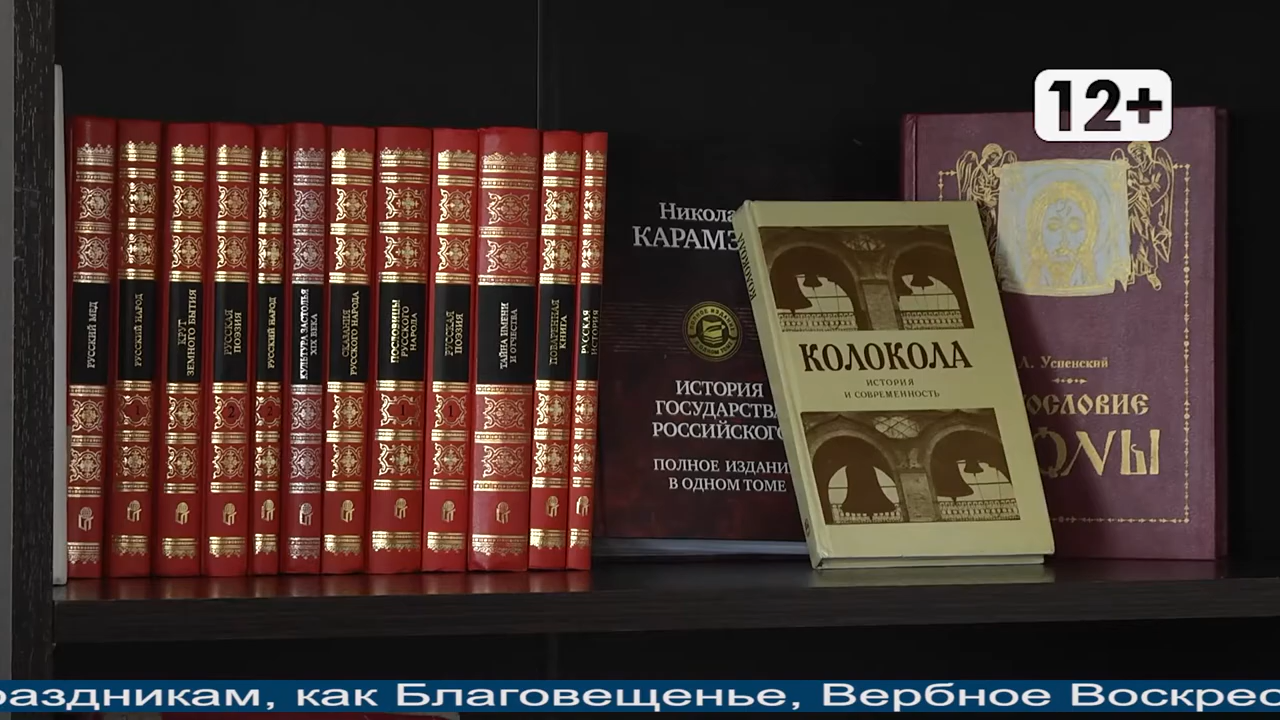 12+
РУССКИЙ МЕД
РУССКИЙ НАРОД
1
КРУГ
ЗЕМНОГО БЫТИЯ
РУССКАЯ
ПОЭЗИЯ
2
РУССКИЙ НАРОД
2
КУЛЬТУРА ЗАСТОЛЬЯ
XIX ВЕКА
СКАЗАНИЯ
РУССКОГО НАРОДА
ПОСЛОВИЦЫ
РУССКОГО
НАРОДА
1
РУССКАЯ
ПОЭЗИЯ
1
ТАЙНА ИМЕНИ
И ОТЧЕСТВА
ПОВАРЕННАЯ
КНИГА
РУССКАЯ
ИСТОРИЯ
Никола
КАРАМЗ
ИСТОРИЯ
ГОСУДАРСТВА
РОССИЙСКОГО
ПОЛНОЕ ИЗДАНИ
В ОДНОМ ТОМЕ
КОЛОКОЛА
КОЛОКОЛА
ИСТОРИЯ
И СОВРЕМЕННОСТЬ
Л. Успенский
ОСЛОВИЕ
раздникам, как Благовещенье, Вербное Воскрес